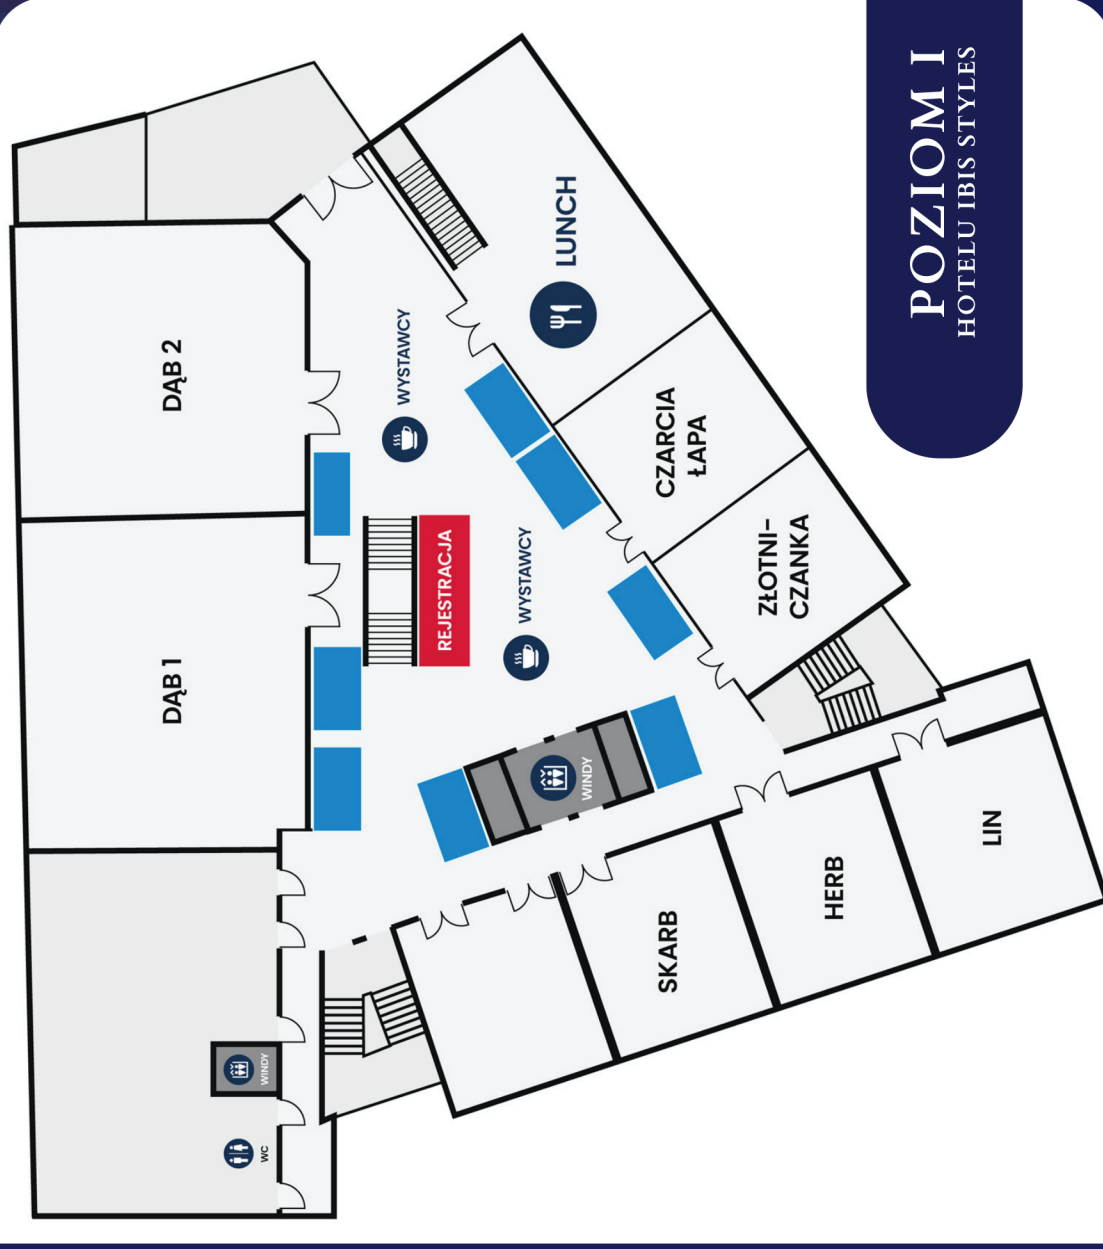 POZIOM I
HOTELU IBIS STYLES
DĄB 2
DĄB 1
WYSTAWCY
LUNCH
REJESTRACJA
WYSTAWCY
CZARCIA
ŁAPA
ZŁOTNI-
CZANKA
WINDY
SKARB
HERB
LIN
WINDY
WC